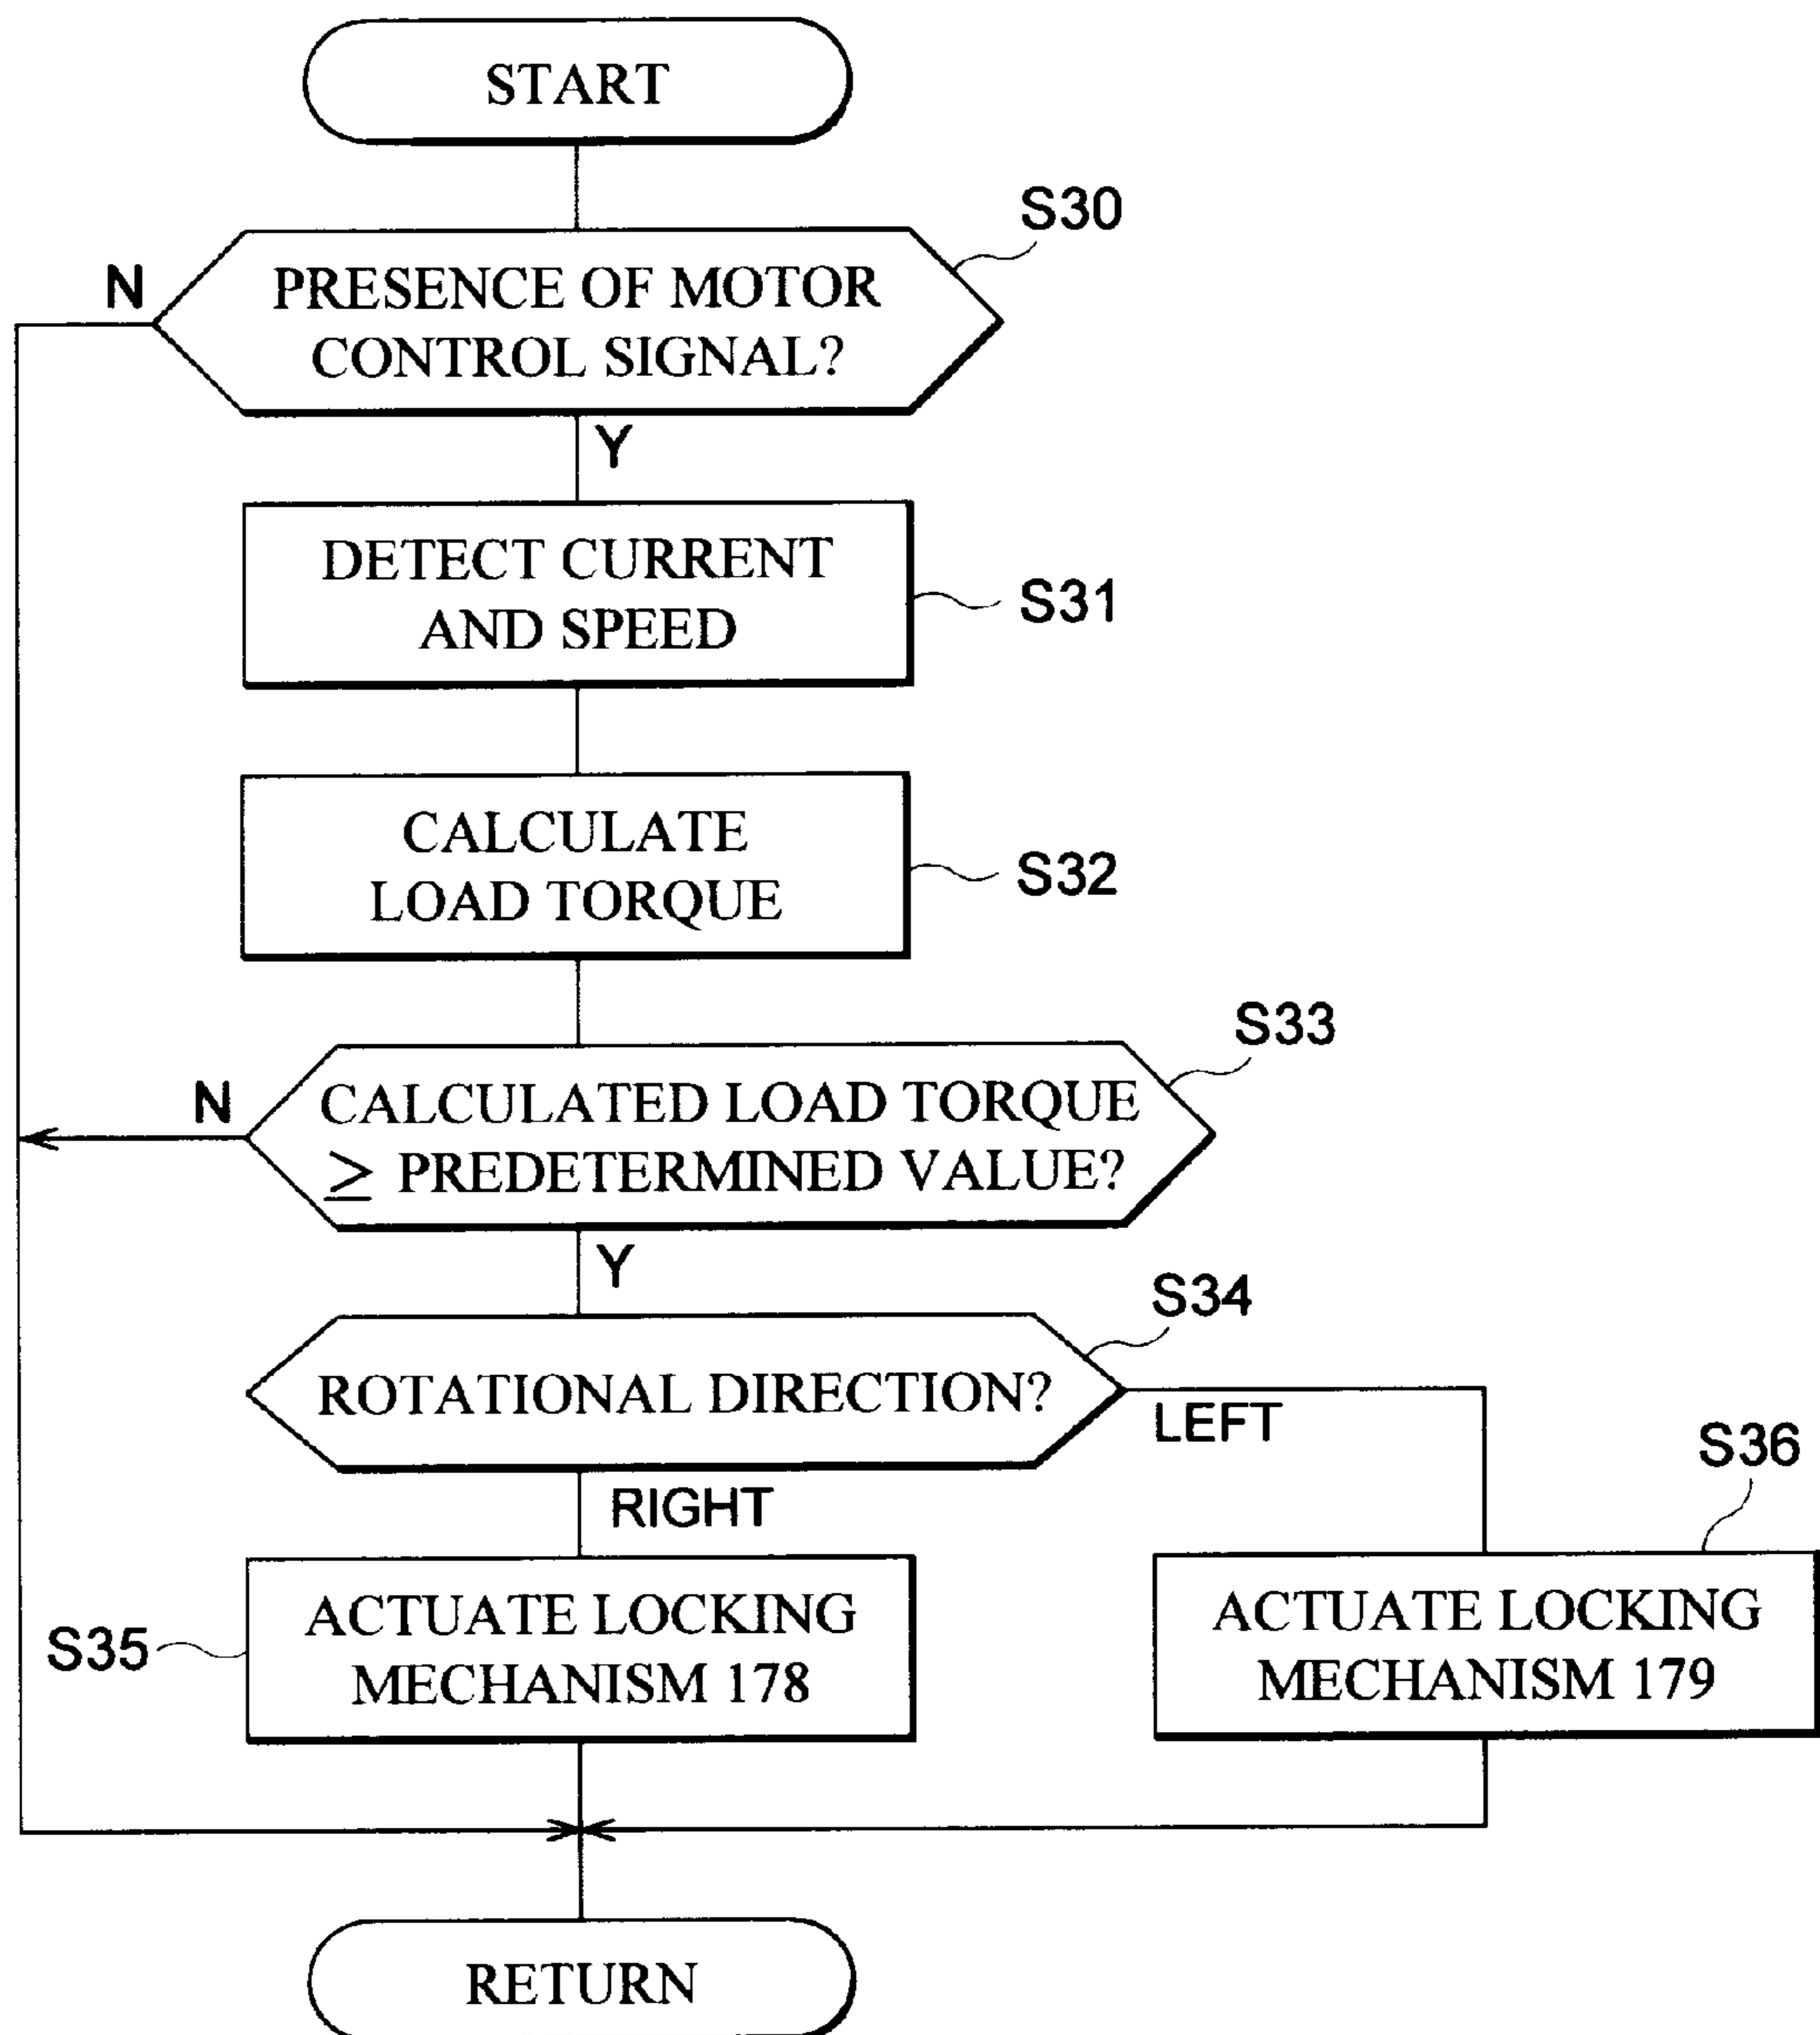 START
S30
N
PRESENCE OF MOTOR
CONTROL SIGNAL?
Y
DETECT CURRENT
AND SPEED
S31
CALCULATE
LOAD TORQUE
S32
S33
N
CALCULATED LOAD TORQUE
≥ PREDETERMINED VALUE?
Y
S34
ROTATIONAL DIRECTION?
LEFT
S36
RIGHT
S35
ACTUATE LOCKING
MECHANISM 178
ACTUATE LOCKING
MECHANISM 179
RETURN